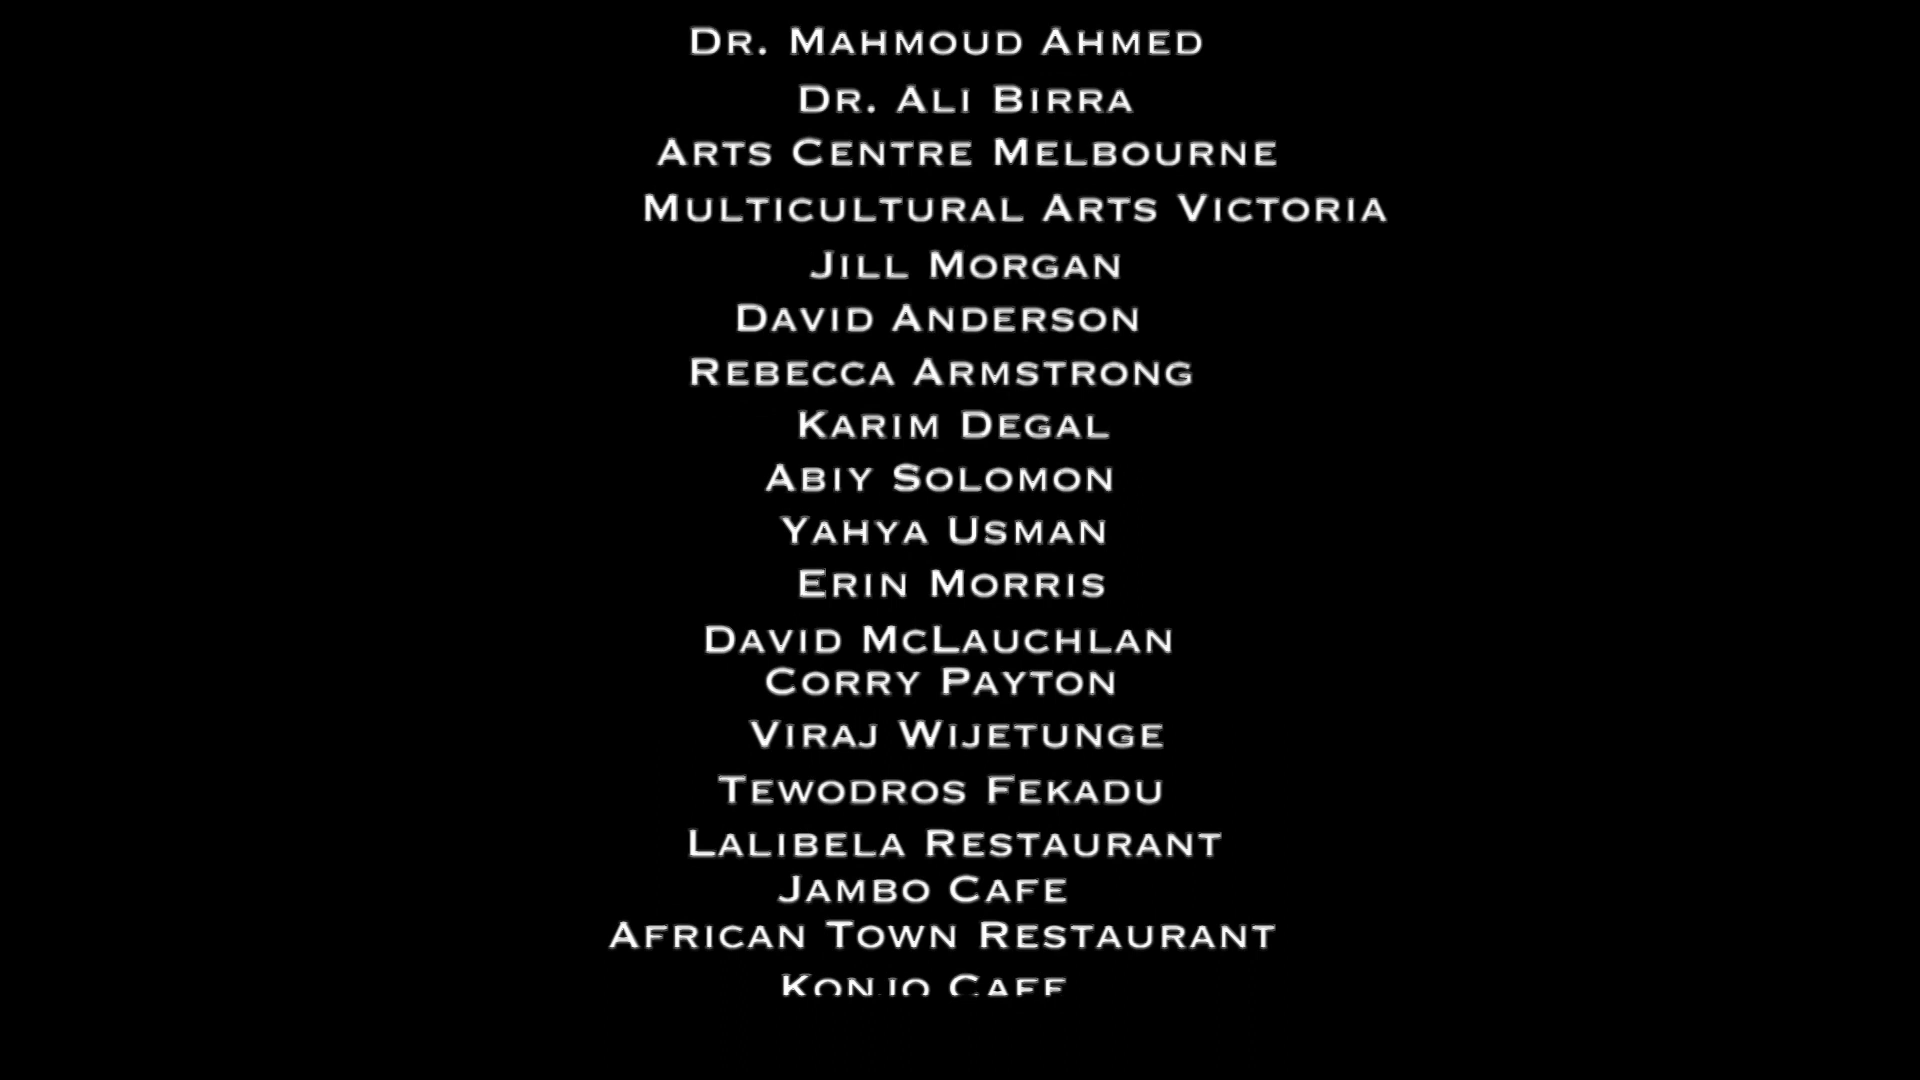 Dr. Mahmoud Ahmed
Dr. Ali Birra
Arts Centre Melbourne
Multicultural Arts Victoria
Jill Morgan
David Anderson
Rebecca Armstrong
Karim Degal
Abiy Solomon
Yahya Usman
Erin Morris
David McLauchlan
Corry Payton
Viraj Wijetunge
Tewodros Fekadu
Lalibela Restaurant
Jambo Cafe
African Town Restaurant
Konjo Cafe